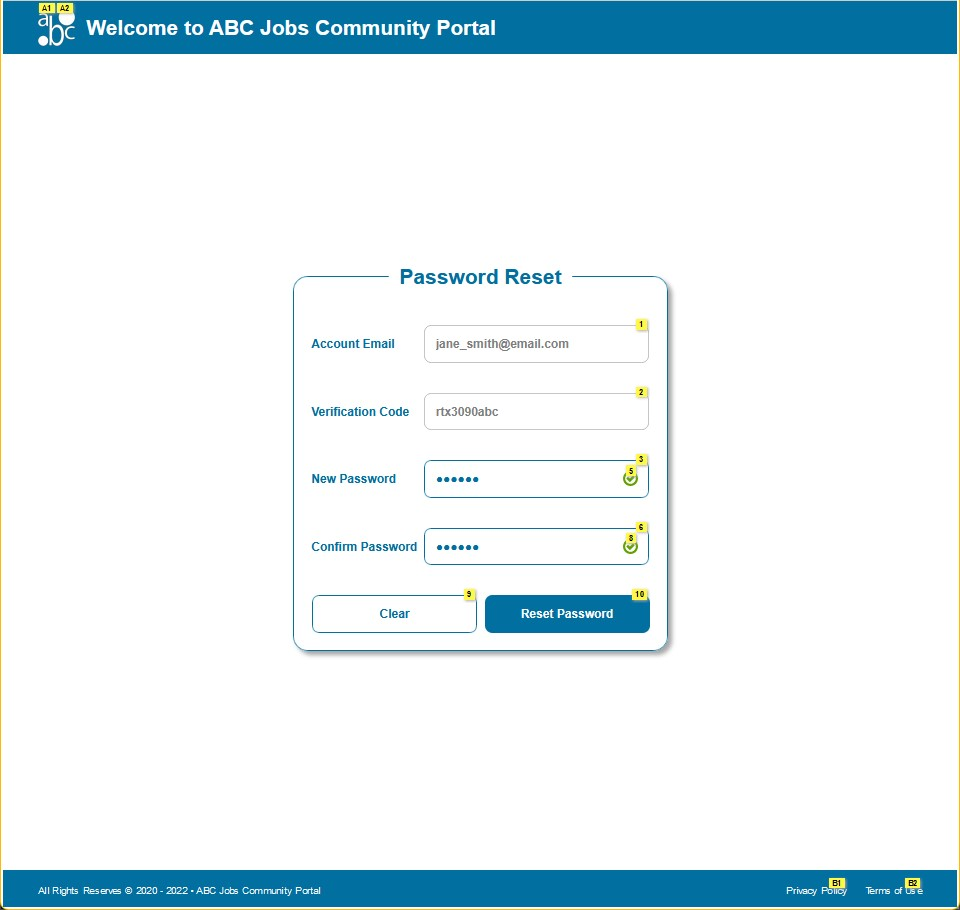 A1 A2
abc
Welcome to ABC Jobs Community Portal
Password Reset
1
Account Email jane_smith@email.com
2
Verification Code rtx3090abc
3
5
New Password ••••••
6
8
Confirm Password ••••••
9 10
Clear Reset Password
B1 B2
All Rights Reserves © 2020 - 2022 • ABC Jobs Community Portal Privacy Policy Terms of Use